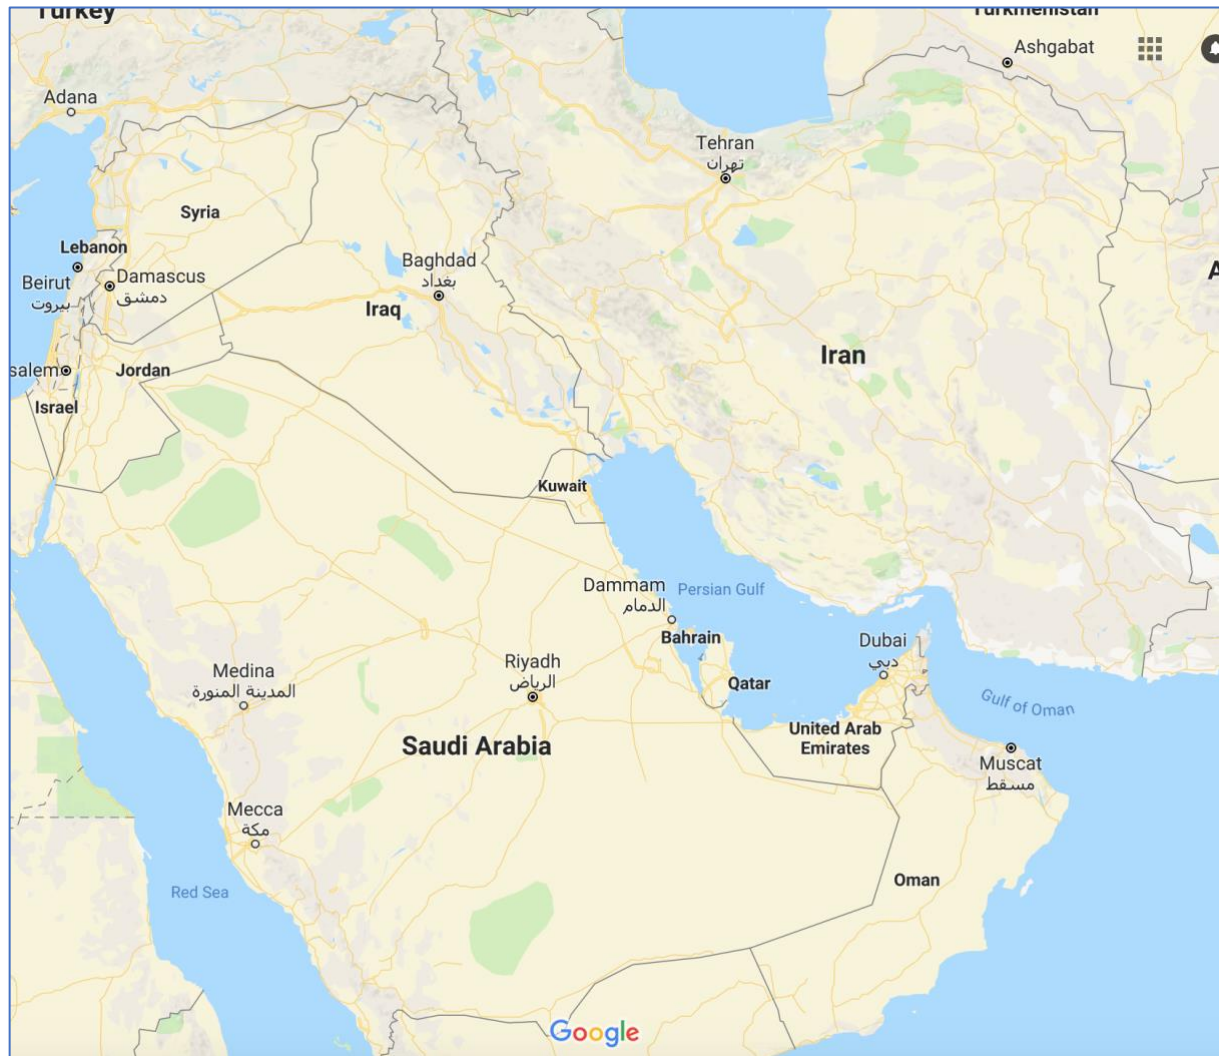 Turkey
Turkmenistan
Ashgabat
Adana
Tehran
تهران
Syria
Lebanon
Beirut
بيروت
Damascus
دمشق
Baghdad
بغداد
Iraq
Iran
A
salem
Jordan
Israel
Kuwait
Dammam
الدمام
Persian Gulf
Bahrain
Dubai
دبي
Medina
المدينة المنورة
Riyadh
الرياض
Qatar
Gulf of Oman
United Arab
Emirates
Saudi Arabia
Muscat
مسقط
Mecca
مكة
Red Sea
Oman
Google